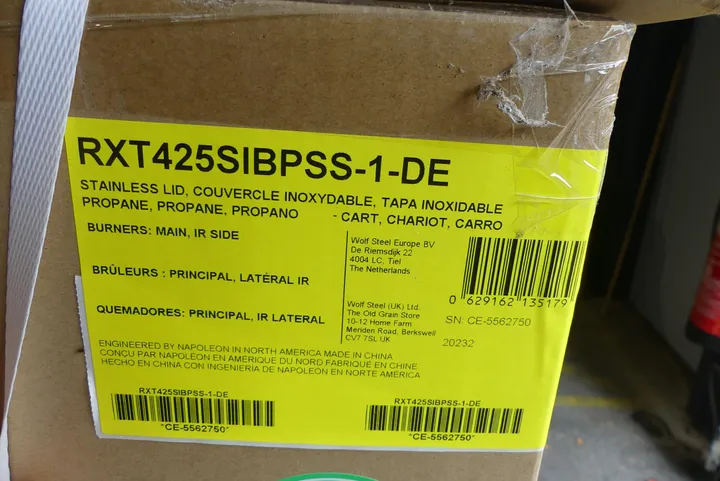 RXT425SIBPSS-1-DE
STAINLESS LID, COUVERCLE INOXYDABLE, TAPA INOXIDABLE
PROPANE, PROPANE, PROPANO - CART, CHARIOT, CARRO
BURNERS: MAIN, IR SIDE
BRÛLEURS : PRINCIPAL, LATÉRAL IR
QUEMADORES: PRINCIPAL, IR LATERAL
Wolf Steel Europe BV
De Riemsdijk 22
4004 LC, Tiel
The Netherlands
Wolf Steel (UK) Ltd.
The Old Grain Store
10-12 Home Farm
Meriden Road, Berkswell
CV7 7SL UK
0 629162 135179
SN: CE-5562750
20232
ENGINEERED BY NAPOLEON IN NORTH AMERICA MADE IN CHINA
CONÇU PAR NAPOLÉON EN AMÉRIQUE DU NORD FABRIQUÉ EN CHINE
HECHO EN CHINA CON INGENIERIA DE NAPOLEON EN NORTE AMÉRICA
RXT425SIBPSS-1-DE
*CE-5562750*
RXT425SIBPSS-1-DE
*CE-5562750*